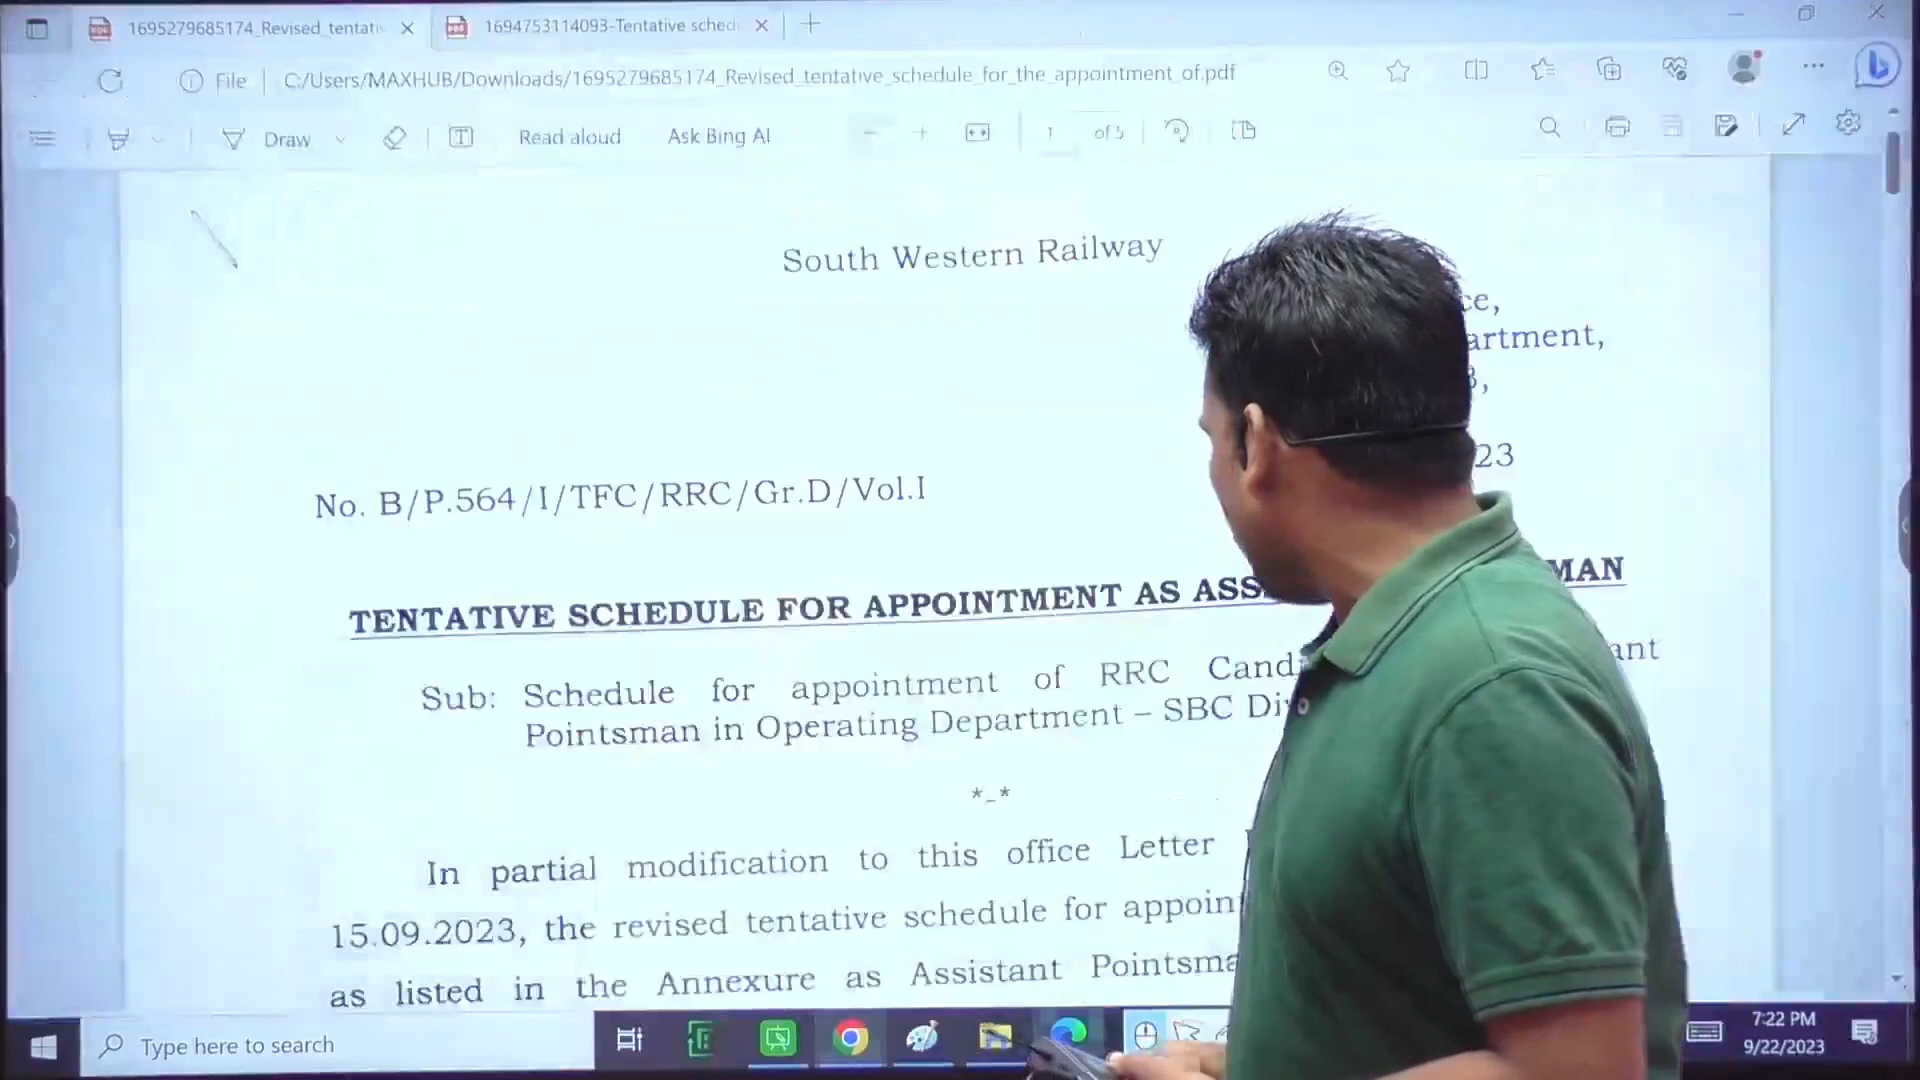 1695279685174_Revised_tentati
1694753114093-Tentative sched
File
C:/Users/MAXHUB/Downloads/1695279685174_Revised_tentative_schedule_for_the_appointment_of.pdf
Draw
Read aloud
Ask Bing AI
1 of 5
South Western Railway
artment,
23
No. B/P.564/I/TFC/RRC/Gr.D/Vol.I
TENTATIVE SCHEDULE FOR APPOINTMENT AS ASS MAN
Sub: Schedule for appointment of RRC Candi ant
Pointsman in Operating Department – SBC Div
*_*
In partial modification to this office Letter
15.09.2023, the revised tentative schedule for appoin
as listed in the Annexure as Assistant Pointsma
Type here to search
7:22 PM
9/22/2023